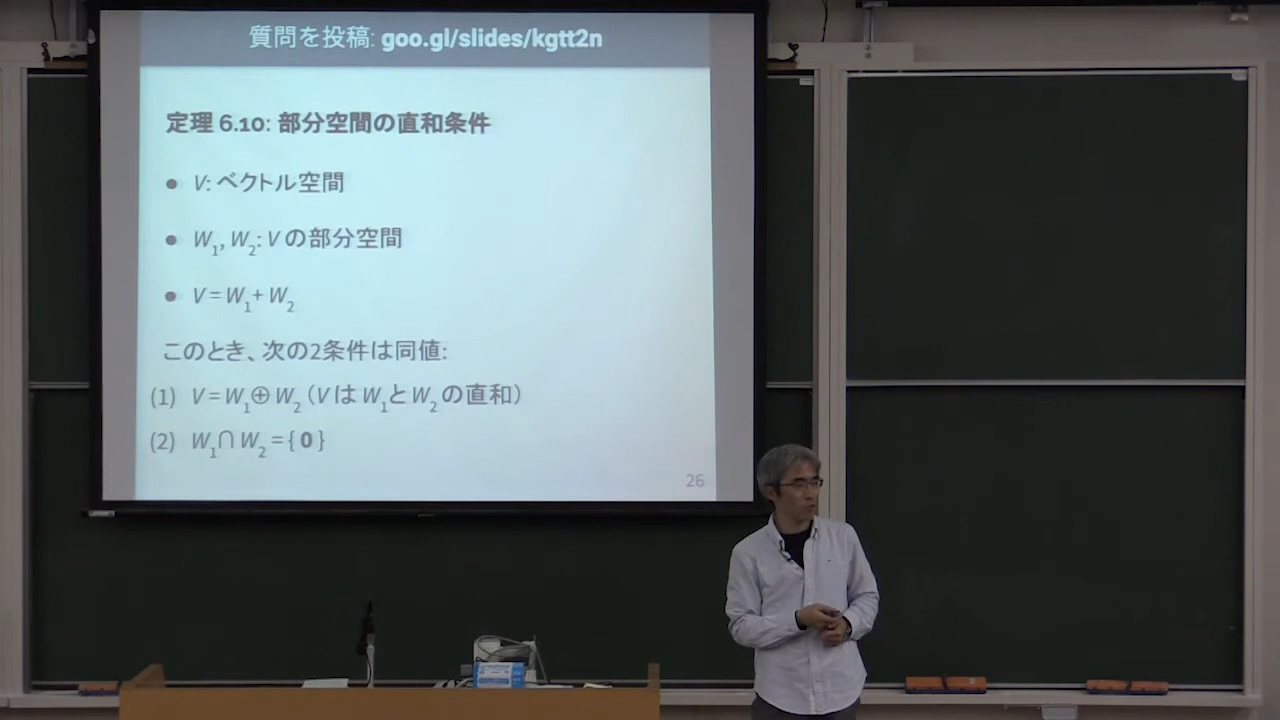 質問を投稿: goo.gl/slides/kgtt2n
定理 6.10: 部分空間の直和条件
● V: ベクトル空間
● W₁, W₂: V の部分空間
● V = W₁+ W₂
このとき、次の2条件は同値:
(1) V = W₁⊕ W₂ (V は W₁と W₂ の直和)
(2) W₁∩ W₂ = { 0 }
26